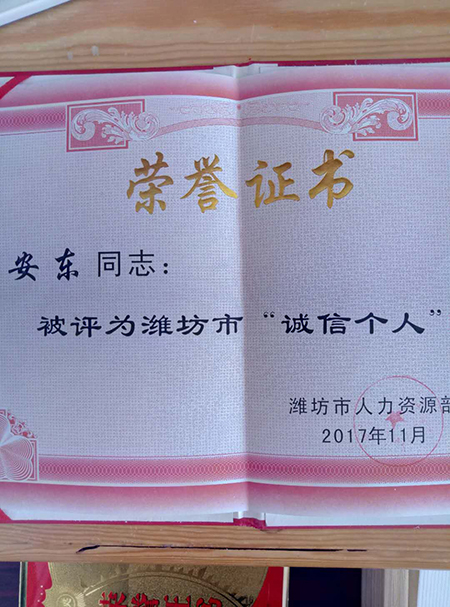 荣誉证书
安东同志：
被评为潍坊市“诚信个人”
潍坊市人力资源部
2017年11月